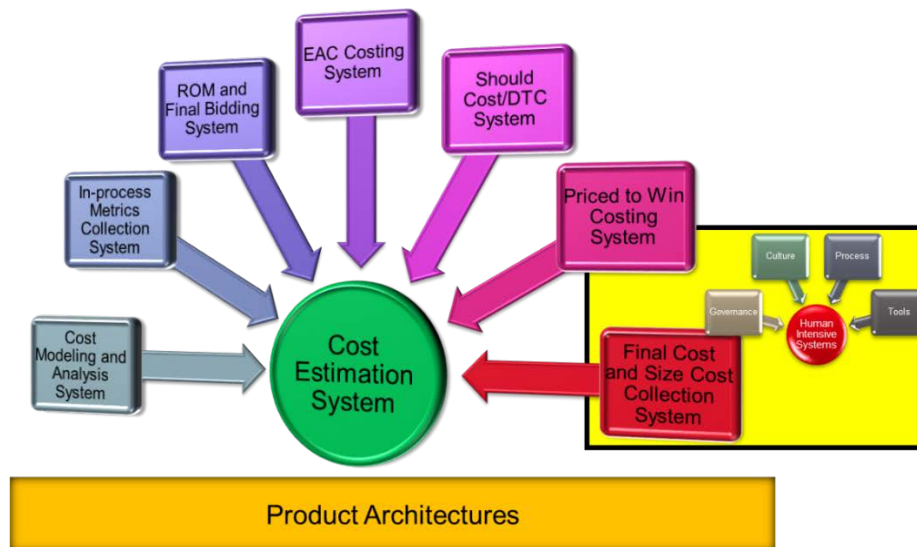 EAC Costing
System
ROM and
Final Bidding
System
Should
Cost/DTC
System
In-process
Metrics
Collection
System
Priced to Win
Costing
System
Culture
Process
Governance
Human
Intensive
Systems
Tools
Cost
Modeling and
Analysis
System
Cost
Estimation
System
Final Cost
and Size Cost
Collection
System
Product Architectures